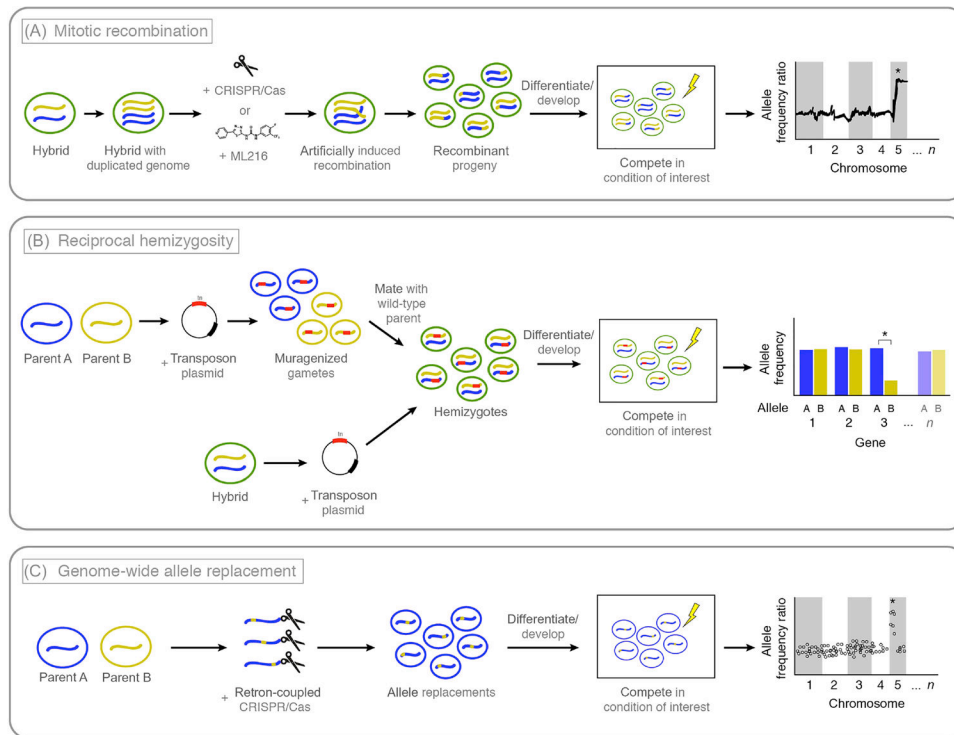 (A) Mitotic recombination
Hybrid
Hybrid with
duplicated genome
+ CRISPR/Cas
or
+ ML216
Artificially induced
recombination
Recombinant
progeny
Differentiate/
develop
Compete in
condition of interest
Allele
frequency ratio
*
1 2 3 4 5 ... n
Chromosome
(B) Reciprocal hemizygosity
Parent A
Parent B
Tn
+ Transposon
plasmid
Muragenized
gametes
Mate with
wild-type
parent
Hybrid
Tn
+ Transposon
plasmid
Hemizygotes
Differentiate/
develop
Compete in
condition of interest
Allele
frequency
*
Allele A B A B A B A B
1 2 3 ... n
Gene
(C) Genome-wide allele replacement
Parent A
Parent B
+ Retron-coupled
CRISPR/Cas
Allele replacements
Differentiate/
develop
Compete in
condition of interest
Allele
frequency ratio
*
1 2 3 4 5 ... n
Chromosome